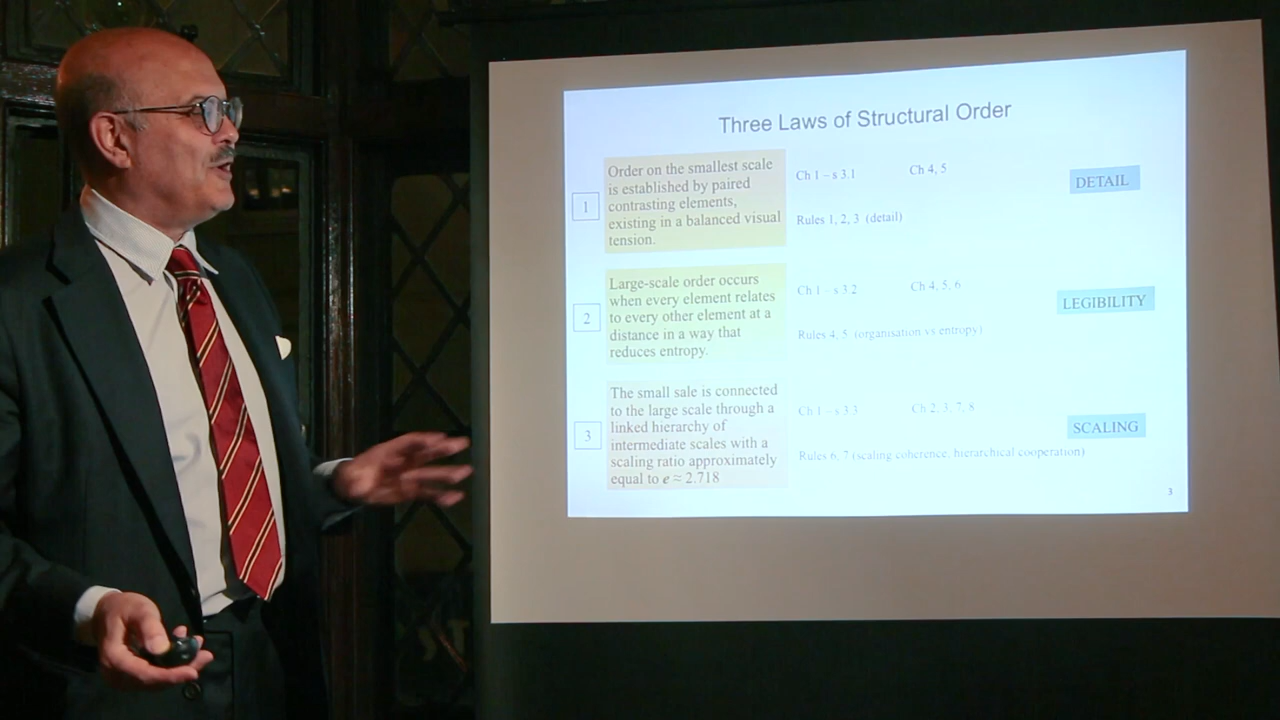 Three Laws of Structural Order
1
Order on the smallest scale
is established by paired
contrasting elements,
existing in a balanced visual
tension.
Ch 1 – s 3.1
Ch 4, 5
Rules 1, 2, 3 (detail)
DETAIL
2
Large-scale order occurs
when every element relates
to every other element at a
distance in a way that
reduces entropy.
Ch 1 – s 3.2
Ch 4, 5, 6
Rules 4, 5 (organisation vs entropy)
LEGIBILITY
3
The small sale is connected
to the large scale through a
linked hierarchy of
intermediate scales with a
scaling ratio approximately
equal to e ≈ 2.718
Ch 1 – s 3.3
Ch 2, 3, 7, 8
Rules 6, 7 (scaling coherence, hierarchical cooperation)
SCALING
3